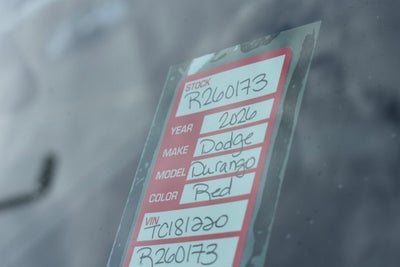 STOCK
R260173
YEAR 2026
MAKE Dodge
MODEL Durango
COLOR Red
VIN
TC181220
R260173